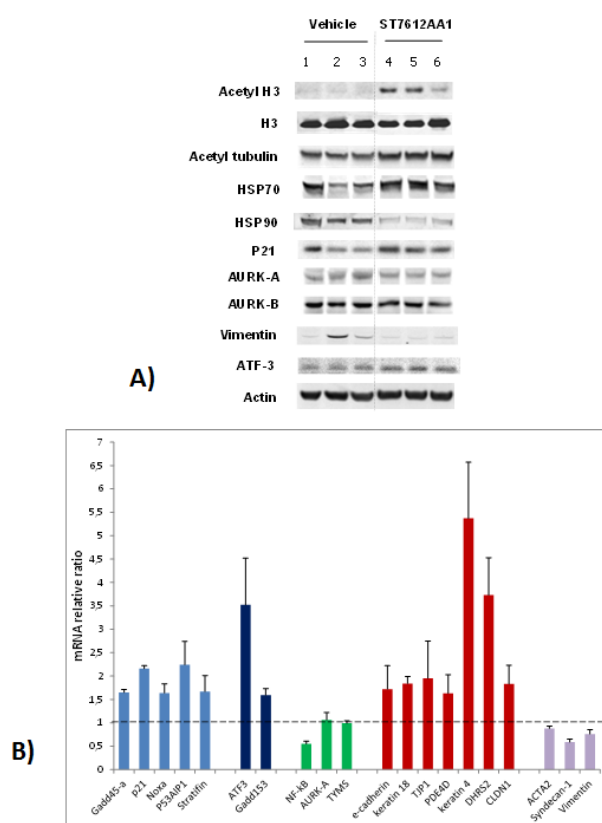 Vehicle ST7612AA1
1 2 3 4 5 6
Acetyl H3
H3
Acetyl tubulin
HSP70
HSP90
P21
AURK-A
AURK-B
Vimentin
ATF-3
Actin
A)
7
6,5
6
5,5
5
4,5
4
3,5
3
2,5
2
1,5
1
0,5
0
mRNA relative ratio
B)
Gadd45-a
p21
Noxa
P53AIP1
Stratifin
ATF3
Gadd153
NF-kB
AURK-A
TYMS
e-cadherin
keratin 18
TJP1
PDE4D
keratin 4
DHRS2
CLDN1
ACTA2
Syndecan-1
Vimentin